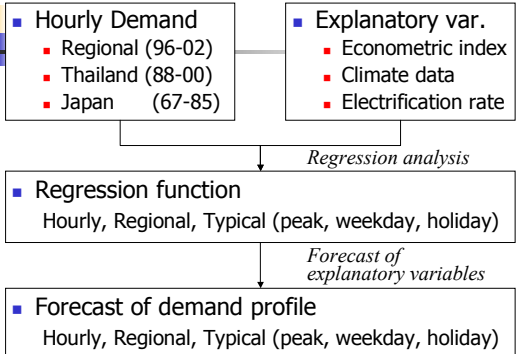 Hourly Demand
Regional (96-02)
Thailand (88-00)
Japan (67-85)
Explanatory var.
Econometric index
Climate data
Electrification rate
Regression analysis
Regression function
Hourly, Regional, Typical (peak, weekday, holiday)
Forecast of
explanatory variables
Forecast of demand profile
Hourly, Regional, Typical (peak, weekday, holiday)